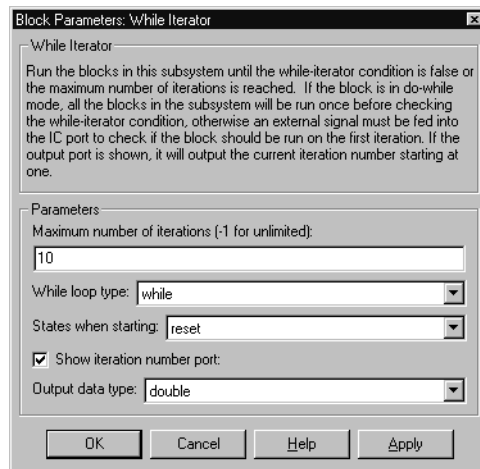 Block Parameters: While Iterator
While Iterator
Run the blocks in this subsystem until the while-iterator condition is false or
the maximum number of iterations is reached. If the block is in do-while
mode, all the blocks in the subsystem will be run once before checking
the while-iterator condition, otherwise an external signal must be fed into
the IC port to check if the block should be run on the first iteration. If the
output port is shown, it will output the current iteration number starting at
one.
Parameters
Maximum number of iterations (-1 for unlimited):
10
While loop type: while
States when starting: reset
Show iteration number port:
Output data type: double
OK Cancel Help Apply